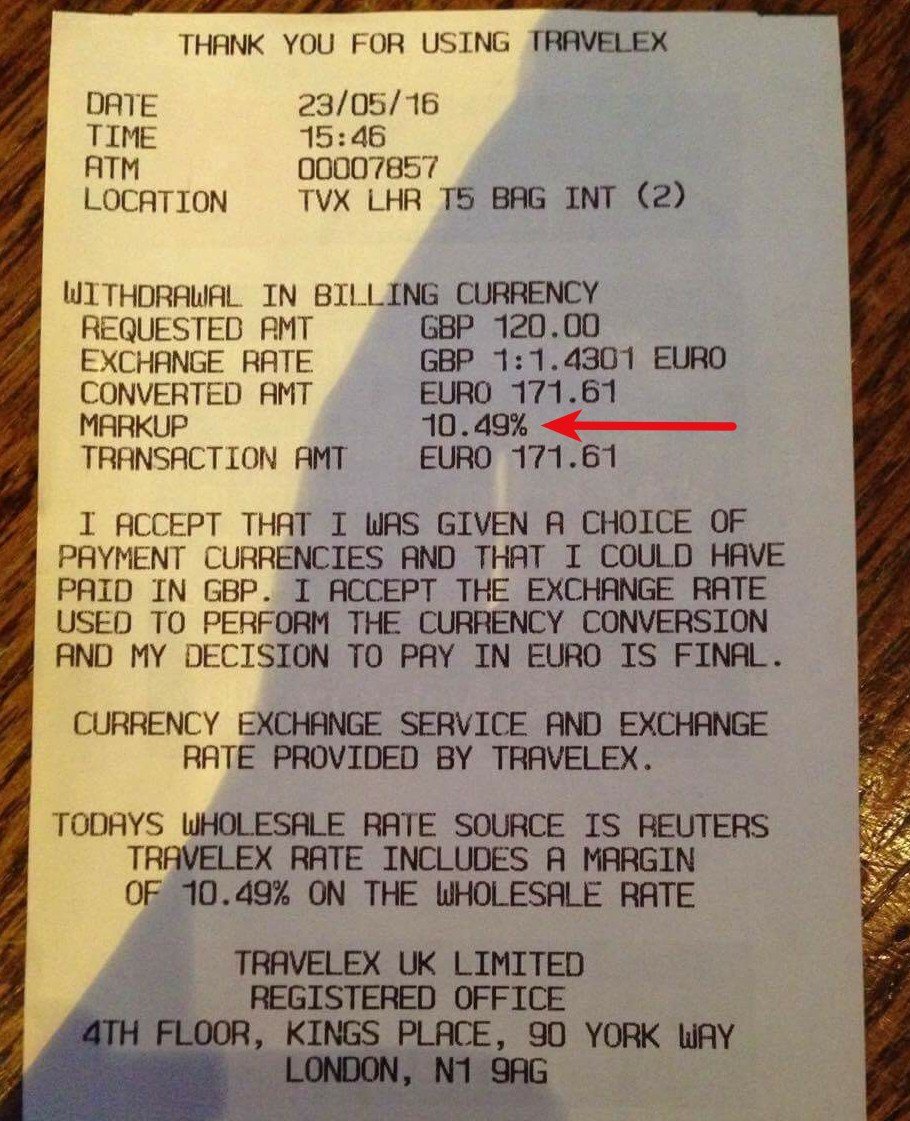 THANK YOU FOR USING TRAVELEX
DATE 23/05/16
TIME 15:46
ATM 00007857
LOCATION TVX LHR T5 BAG INT (2)
WITHDRAWAL IN BILLING CURRENCY
REQUESTED AMT GBP 120.00
EXCHANGE RATE GBP 1:1.4301 EURO
CONVERTED AMT EURO 171.61
MARKUP 10.49%
TRANSACTION AMT EURO 171.61
I ACCEPT THAT I WAS GIVEN A CHOICE OF
PAYMENT CURRENCIES AND THAT I COULD HAVE
PAID IN GBP. I ACCEPT THE EXCHANGE RATE
USED TO PERFORM THE CURRENCY CONVERSION
AND MY DECISION TO PAY IN EURO IS FINAL.
CURRENCY EXCHANGE SERVICE AND EXCHANGE
RATE PROVIDED BY TRAVELEX.
TODAYS WHOLESALE RATE SOURCE IS REUTERS
TRAVELEX RATE INCLUDES A MARGIN
OF 10.49% ON THE WHOLESALE RATE
TRAVELEX UK LIMITED
REGISTERED OFFICE
4TH FLOOR, KINGS PLACE, 90 YORK WAY
LONDON, N1 9AG